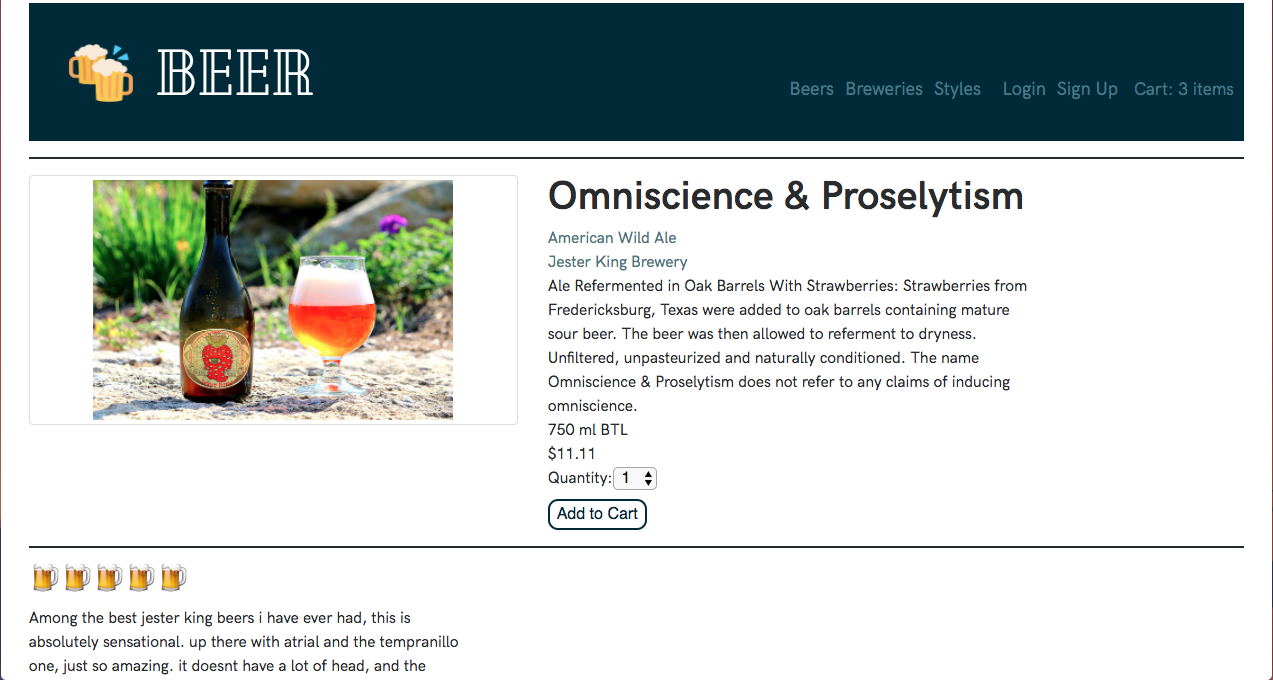 BEER
Beers Breweries Styles Login Sign Up Cart: 3 items
Omniscience & Proselytism
American Wild Ale
Jester King Brewery
Ale Refermented in Oak Barrels With Strawberries: Strawberries from
Fredericksburg, Texas were added to oak barrels containing mature
sour beer. The beer was then allowed to referment to dryness.
Unfiltered, unpasteurized and naturally conditioned. The name
Omniscience & Proselytism does not refer to any claims of inducing
omniscience.
750 ml BTL
$11.11
Quantity: 1
Add to Cart
Among the best jester king beers i have ever had, this is
absolutely sensational. up there with atrial and the tempranillo
one, just so amazing. it doesnt have a lot of head, and the